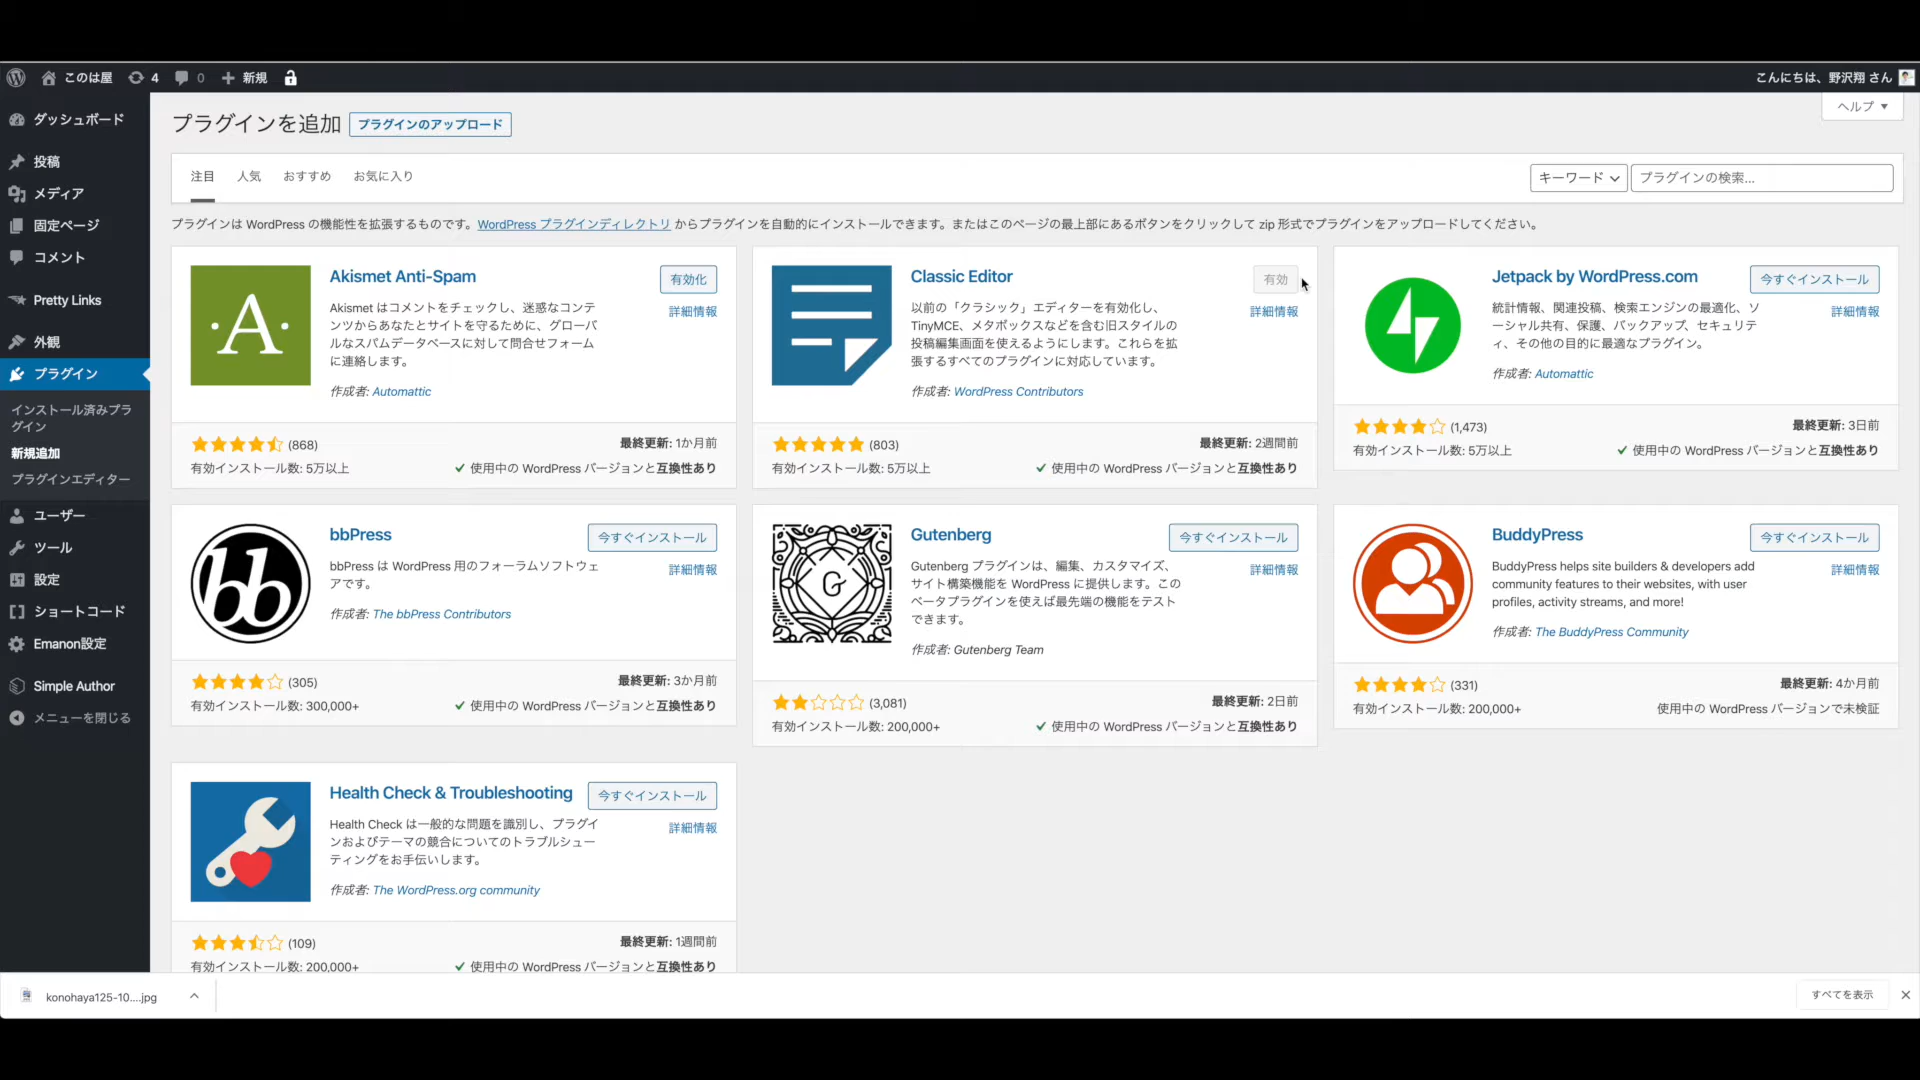 このは屋 4 0 新規
こんにちは、野沢翔 さん
ヘルプ
ダッシュボード
投稿
メディア
固定ページ
コメント
Pretty Links
外観
プラグイン
インストール済みプラ
グイン
新規追加
プラグインエディター
ユーザー
ツール
設定
ショートコード
Emanon設定
Simple Author
メニューを閉じる
プラグインを追加 プラグインのアップロード
注目 人気 おすすめ お気に入り
キーワード プラグインの検索...
プラグインは WordPress の機能性を拡張するものです。WordPress プラグインディレクトリ からプラグインを自動的にインストールできます。またはこのページの最上部にあるボタンをクリックして zip 形式でプラグインをアップロードしてください。
A
Akismet Anti-Spam
有効化
詳細情報
Akismet はコメントをチェックし、迷惑なコンテ
ンツからあなたとサイトを守るために、グローバ
ルなスパムデータベースに対して問合せフォーム
に連絡します。
作成者: Automattic
(868)
最終更新: 1か月前
有効インストール数: 5万以上
使用中の WordPress バージョンと互換性あり
Classic Editor
有効
詳細情報
以前の「クラシック」エディターを有効化し、
TinyMCE、メタボックスなどを含む旧スタイルの
投稿編集画面を使えるようにします。これらを拡
張するすべてのプラグインに対応しています。
作成者: WordPress Contributors
(803)
最終更新: 2週間前
有効インストール数: 5万以上
使用中の WordPress バージョンと互換性あり
Jetpack by WordPress.com
今すぐインストール
詳細情報
統計情報、関連投稿、検索エンジンの最適化、ソ
ーシャル共有、保護、バックアップ、セキュリテ
ィ、その他の目的に最適なプラグイン。
作成者: Automattic
(1,473)
最終更新: 3日前
有効インストール数: 5万以上
使用中の WordPress バージョンと互換性あり
bb
bbPress
今すぐインストール
詳細情報
bbPress は WordPress 用のフォーラムソフトウェ
アです。
作成者: The bbPress Contributors
(305)
最終更新: 3か月前
有効インストール数: 300,000+
使用中の WordPress バージョンと互換性あり
G
Gutenberg
今すぐインストール
詳細情報
Gutenberg プラグインは、編集、カスタマイズ、
サイト構築機能を WordPress に提供します。この
ベータプラグインを使えば最先端の機能をテスト
できます。
作成者: Gutenberg Team
(3,081)
最終更新: 2日前
有効インストール数: 200,000+
使用中の WordPress バージョンと互換性あり
BuddyPress
今すぐインストール
詳細情報
BuddyPress helps site builders & developers add
community features to their websites, with user
profiles, activity streams, and more!
作成者: The BuddyPress Community
(331)
最終更新: 4か月前
有効インストール数: 200,000+
使用中の WordPress バージョンで未検証
Health Check & Troubleshooting
今すぐインストール
詳細情報
Health Check は一般的な問題を識別し、プラグイ
ンおよびテーマの競合についてのトラブルシュー
ティングをお手伝いします。
作成者: The WordPress.org community
(109)
最終更新: 1週間前
有効インストール数: 200,000+
使用中の WordPress バージョンと互換性あり
konohaya125-10....jpg
すべてを表示